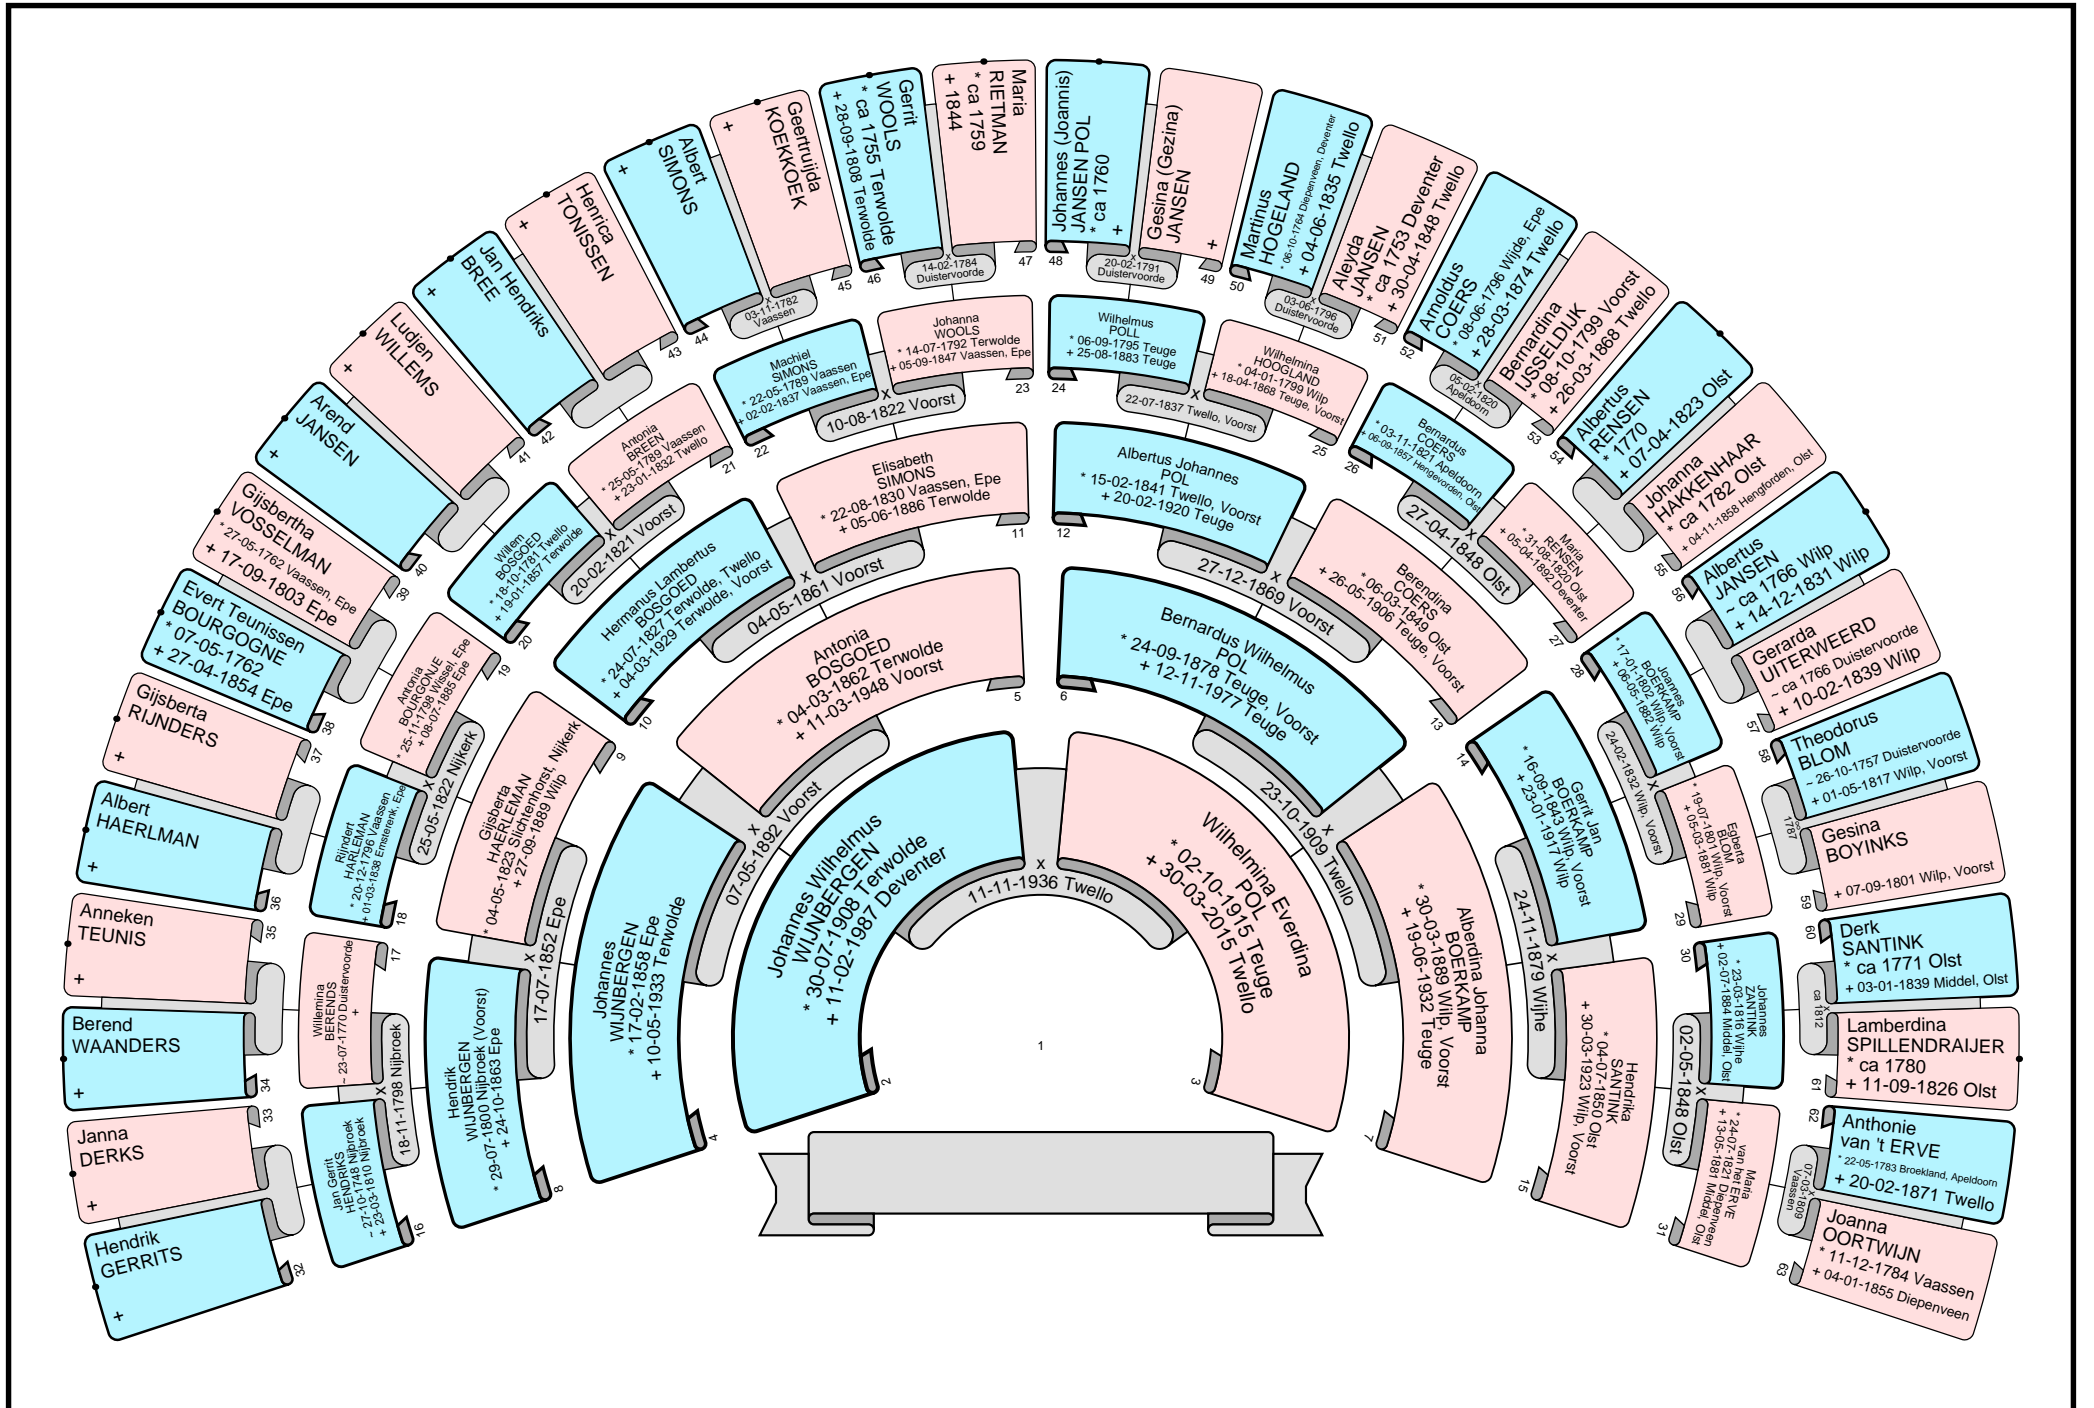 1
Johannes Wilhelmus
WIJNBERGEN
* 30-07-1908 Terwolde
+ 11-02-1987 Deventer
2
x
11-11-1936 Twello
Wilhelmina Everdina
POL
* 02-10-1915 Teuge
+ 30-03-2015 Twello
3
Johannes
WIJNBERGEN
* 17-02-1858 Epe
+ 10-05-1933 Terwolde
4
x
07-05-1892 Voorst
Antonia
BOSGOED
* 04-03-1862 Terwolde
+ 11-03-1948 Voorst
5
Bernardus Wilhelmus
POL
* 24-09-1878 Teuge, Voorst
+ 12-11-1977 Teuge
6
x
23-10-1909 Twello
Alberdina Johanna
BOERKAMP
* 30-03-1889 Wilp, Voorst
+ 19-06-1932 Teuge
7
Hendrik
WIJNBERGEN
* 29-07-1800 Nijbroek (Voorst)
+ 24-10-1863 Epe
8
x
17-07-1852 Epe
Gijsberta
HAERLEMAN
* 04-05-1823 Slichtenhorst, Nijkerk
+ 27-09-1889 Wilp
9
Hermanus Lambertus
BOSGOED
* 24-07-1827 Terwolde, Twello
+ 04-03-1929 Terwolde, Voorst
10
x
04-05-1861 Voorst
Elisabeth
SIMONS
* 22-08-1830 Vaassen, Epe
+ 05-06-1886 Terwolde
11
Albertus Johannes
POL
* 15-02-1841 Twello, Voorst
+ 20-02-1920 Teuge
12
x
27-12-1869 Voorst
Berendina
COERS
* 06-03-1849 Olst
+ 26-05-1906 Teuge, Voorst
13
Gerrit Jan
BOERKAMP
* 16-09-1843 Wilp, Voorst
+ 23-01-1917 Wilp
14
x
24-11-1879 Wijhe
Hendrika
SANTINK
* 04-07-1850 Olst
+ 30-03-1923 Wilp, Voorst
15
Jan Gerrit
HENDRIKS
~ 27-10-1748 Nijbroek
+ 23-03-1810 Nijbroek
16
x
18-11-1798 Nijbroek
Willemina
BERENDS
~ 23-07-1770 Duistervoorde
+
17
Rijndert
HARLEMAN
* 20-12-1796 Vaassen
+ 01-03-1838 Emsterenk, Epe
18
x
25-05-1822 Nijkerk
Antonia
BOURGONJE
* 25-11-1798 Wissel, Epe
+ 08-07-1885 Epe
19
Willem
BOSGOED
* 18-10-1781 Twello
+ 19-01-1857 Terwolde
20
x
20-02-1821 Voorst
Antonia
BREEN
* 25-05-1789 Vaassen
+ 23-01-1832 Twello
21
Machiel
SIMONS
* 22-05-1789 Vaassen
+ 02-02-1837 Vaassen, Epe
22
x
10-08-1822 Voorst
Johanna
WOOLS
* 14-07-1792 Terwolde
+ 05-09-1847 Vaassen, Epe
23
Wilhelmus
POLL
* 06-09-1795 Teuge
+ 25-08-1883 Teuge
24
x
22-07-1837 Twello, Voorst
Wilhelmina
HOOGLAND
* 04-01-1799 Wilp
+ 18-04-1868 Teuge, Voorst
25
Bernardus
COERS
* 03-11-1821 Apeldoorn
+ 06-09-1857 Hengevorden, Olst
26
x
27-04-1848 Olst
Maria
RENSEN
* 31-08-1820 Olst
+ 05-04-1892 Deventer
27
Joannes
BOERKAMP
* 17-01-1802 Wilp, Voorst
+ 06-05-1882 Wilp
28
x
24-02-1832 Wilp, Voorst
Egberta
BLOM
* 19-07-1801 Wilp, Voorst
+ 05-03-1881 Wilp
29
Johannes
ZANTINK
* 23-03-1816 Wijhe
+ 02-07-1884 Middel, Olst
30
x
02-05-1848 Olst
Maria
van het ERVE
* 24-07-1821 Diepenveen
+ 13-05-1881 Middel, Olst
31
Hendrik
GERRITS
+
32
Janna
DERKS
+
33
Berend
WAANDERS
34
Anneken
TEUNIS
+
35
Albert
HAERLMAN
+
36
Gijsberta
RIJNDERS
+
37
Evert Teunissen
BOURGOGNE
* 07-05-1762
+ 27-04-1854 Epe
38
Gijsbertha
VOSSELMAN
* 27-05-1762 Vaassen, Epe
+ 17-09-1803 Epe
39
Arend
JANSEN
+
40
Ludjen
WILLEMS
+
41
Jan Hendriks
BREE
+
42
Henrica
TONISSEN
+
43
Albert
SIMONS
+
44
x
03-11-1782
Vaassen
Geertruijda
KOEKKOEK
+
45
Gerrit
WOOLS
* ca 1755 Terwolde
+ 28-09-1808 Terwolde
46
x
14-02-1784
Duistervoorde
Maria
RIETMAN
* ca 1759
+ 1844
47
Johannes (Joannis)
JANSEN POL
* ca 1760
+
48
x
20-02-1791
Duistervoorde
Gesina (Gezina)
JANSEN
+
49
Martinus
HOGELAND
* 06-10-1764 Diepenveen, Deventer
+ 04-06-1835 Twello
50
x
03-06-1796
Duistervoorde
Aleyda
JANSEN
* ca 1753 Deventer
+ 30-04-1848 Twello
51
Arnoldus
COERS
* 08-06-1796 Wijde, Epe
+ 28-03-1874 Twello
52
x
05-02-1820
Apeldoorn
Bernardina
IJSSELDIJK
* 08-10-1799 Voorst
+ 26-03-1868 Twello
53
Albertus
RENSEN
* 1770
+ 07-04-1823 Olst
54
Johanna
HAKKENHAAR
* ca 1782 Olst
+ 04-11-1858 Hengforden, Olst
55
Albertus
JANSEN
~ ca 1766 Wilp
+ 14-12-1831 Wilp
56
Gerarda
UITERWEERD
~ ca 1766 Duistervoorde
+ 10-02-1839 Wilp
57
Theodorus
BLOM
~ 26-10-1757 Duistervoorde
+ 01-05-1817 Wilp, Voorst
58
1787
Gesina
BOYINKS
+ 07-09-1801 Wilp, Voorst
59
Derk
SANTINK
* ca 1771 Olst
+ 03-01-1839 Middel, Olst
60
x
ca 1812
Lamberdina
SPILLENDRAIJER
* ca 1780
+ 11-09-1826 Olst
61
Anthonie
van 't ERVE
* 22-05-1783 Broekland, Apeldoorn
+ 20-02-1871 Twello
62
x
07-03-1809
Vaassen
Joanna
OORTWIJN
* 11-12-1784 Vaassen
+ 04-01-1855 Diepenveen
63